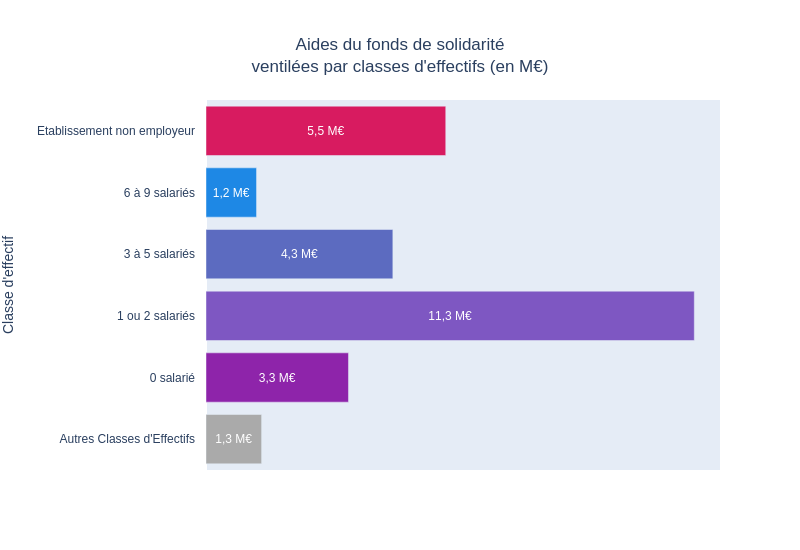 Aides du fonds de solidarité
ventilées par classes d'effectifs (en M€)
Etablissement non employeur
5,5 M€
6 à 9 salariés
1,2 M€
3 à 5 salariés
4,3 M€
1 ou 2 salariés
11,3 M€
0 salarié
3,3 M€
Autres Classes d'Effectifs
1,3 M€
Classe d'effectif